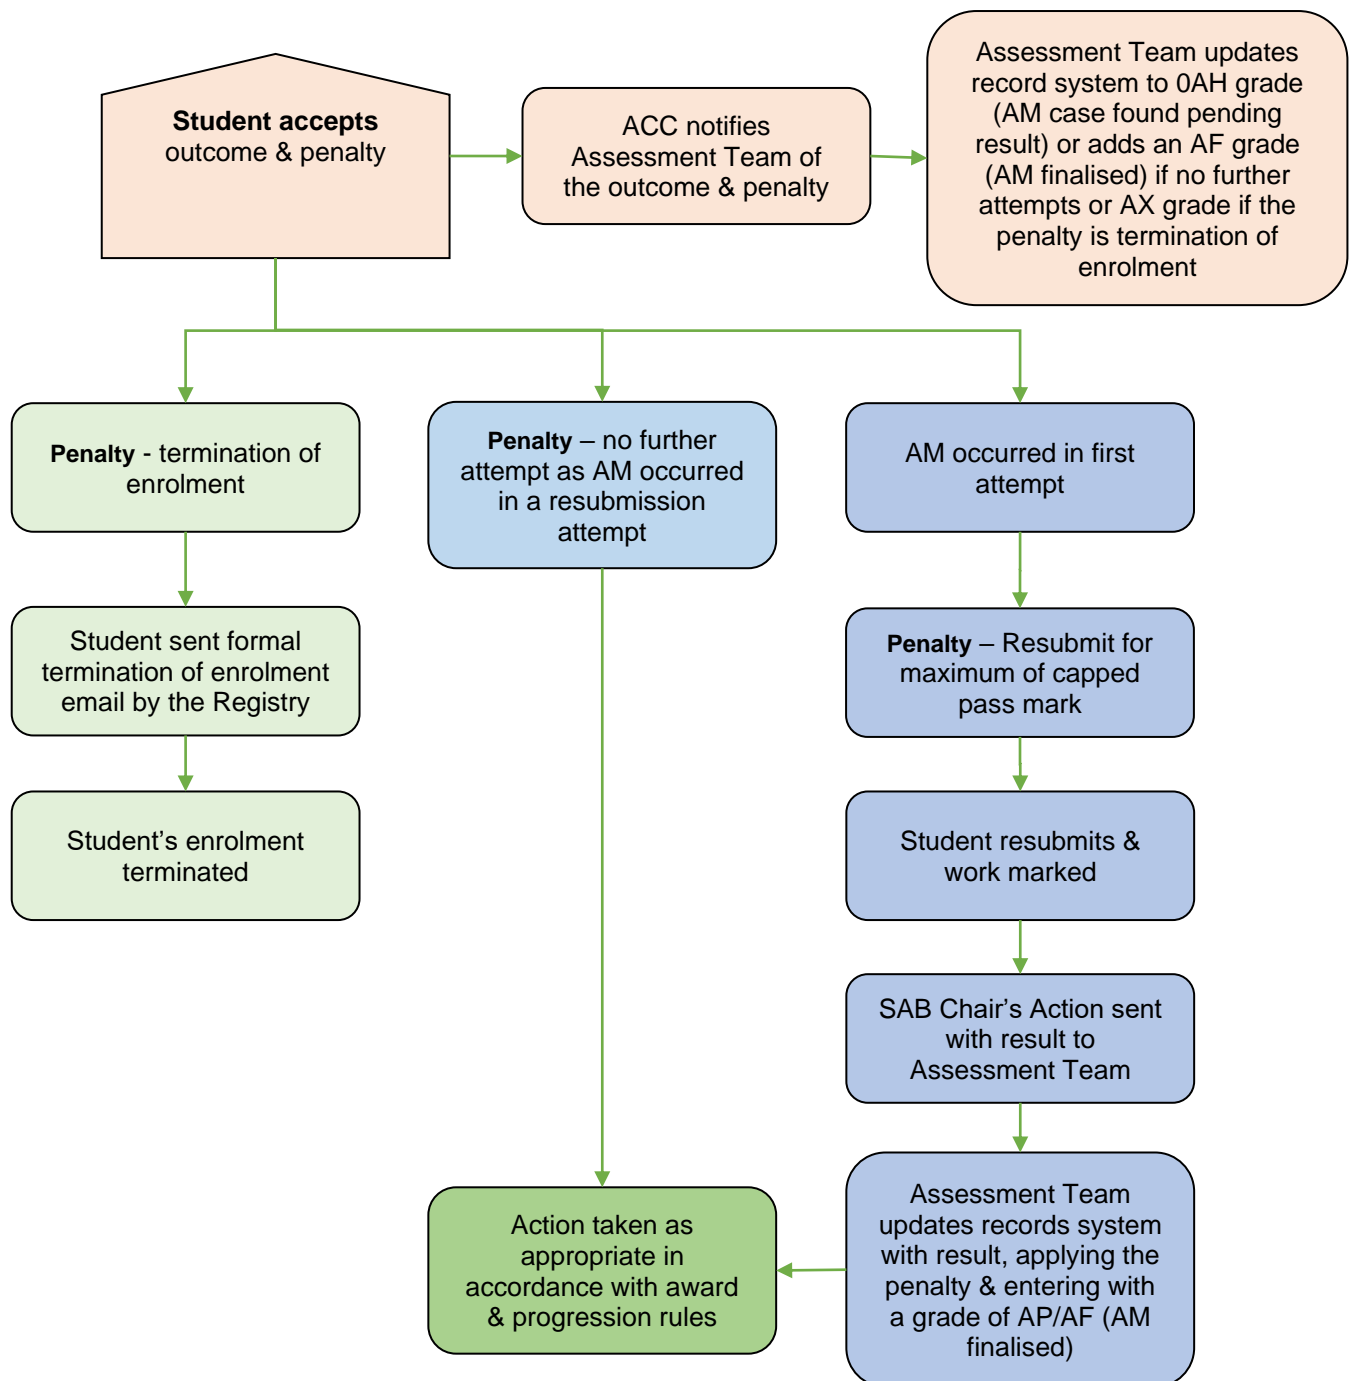 Student accepts
outcome & penalty
ACC notifies
Assessment Team of
the outcome & penalty
Assessment Team updates
record system to 0AH grade
(AM case found pending
result) or adds an AF grade
(AM finalised) if no further
attempts or AX grade if the
penalty is termination of
enrolment
Penalty - termination of
enrolment
Penalty – no further
attempt as AM occurred
in a resubmission
attempt
AM occurred in first
attempt
Student sent formal
termination of enrolment
email by the Registry
Penalty – Resubmit for
maximum of capped
pass mark
Student’s enrolment
terminated
Student resubmits &
work marked
SAB Chair’s Action sent
with result to
Assessment Team
Action taken as
appropriate in
accordance with award
& progression rules
Assessment Team
updates records system
with result, applying the
penalty & entering with
a grade of AP/AF (AM
finalised)